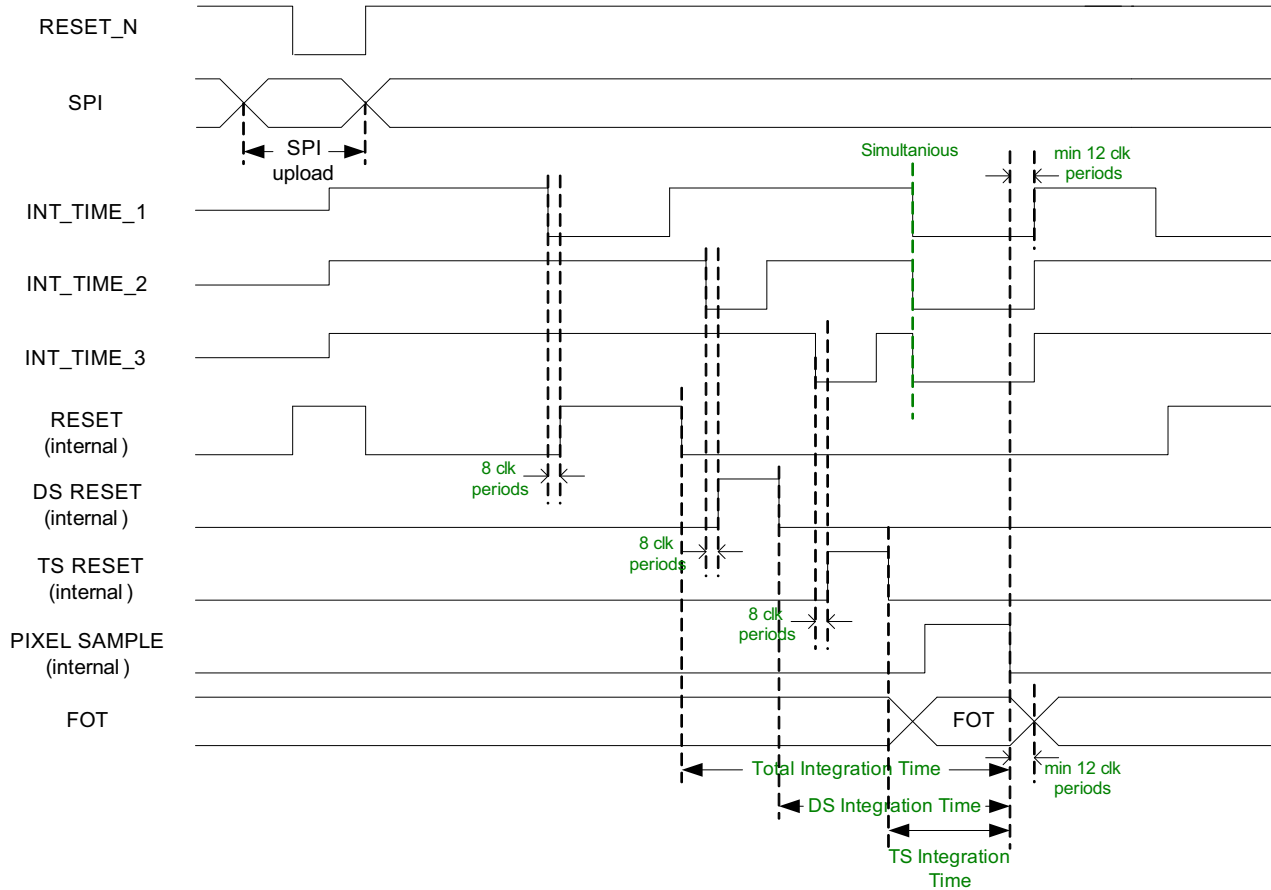 RESET_N
SPI
SPI
upload
Simultanious
min 12 clk
periods
INT_TIME_1
INT_TIME_2
INT_TIME_3
RESET
(internal )
8 clk
periods
DS RESET
(internal )
8 clk
periods
TS RESET
(internal )
8 clk
periods
PIXEL SAMPLE
(internal )
FOT
FOT
Total Integration Time
min 12 clk
periods
DS Integration Time
TS Integration
Time